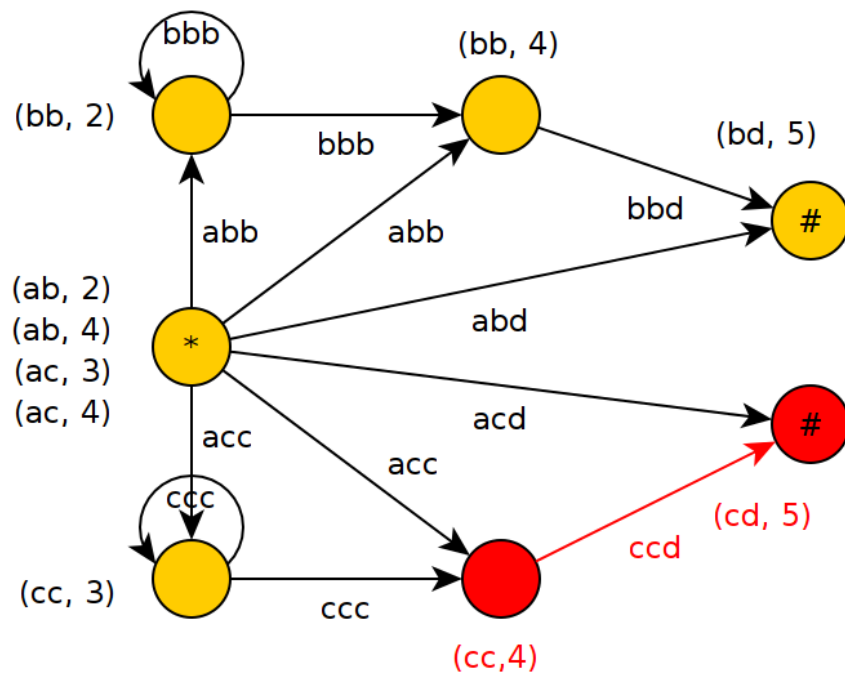 bbb
(bb, 4)
(bb, 2)
(bd, 5)
bbb
bbd
#
abb
abb
(ab, 2)
(ab, 4)
(ac, 3)
(ac, 4)
*
abd
acd
#
acc
acc
ccc
(cd, 5)
ccd
(cc, 3)
ccc
(cc,4)